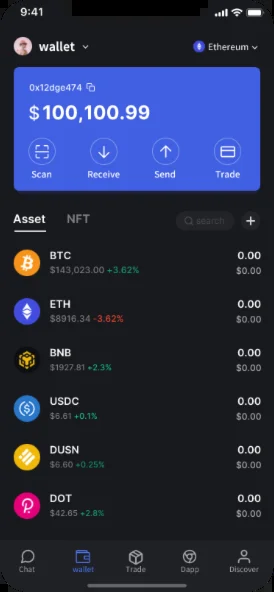 9:41
wallet
Ethereum
0x12dge474
$100,100.99
Scan Receive Send Trade
Asset NFT search +
BTC 0.00
$143,023.00 +3.62% $0.00
ETH 0.00
$8916.34 -3.62% $0.00
BNB 0.00
$1927.81 +2.3% $0.00
USDC 0.00
$6.61 +0.1% $0.00
DUSN 0.00
$6.60 +0.25% $0.00
DOT 0.00
$42.65 +2.8% $0.00
Chat wallet Trade Dapp Discover